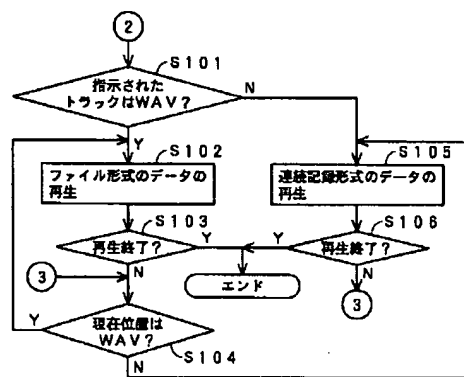 2
S101
指示された
トラックはWAV？
N
Y
S102
ファイル形式のデータの
再生
S105
連続記録形式のデータの
再生
S103
再生終了？
Y
N
S106
再生終了？
Y
N
エンド
3
3
現在位置は
WAV？
Y
N
S104